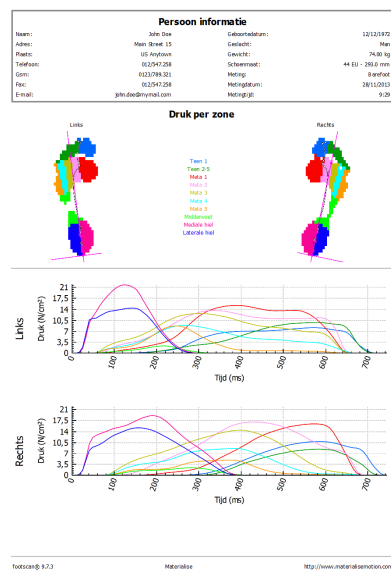 Persoon informatie
Naam: John Doe Geboortedatum: 12/12/1972
Adres: Main Street 15 Geslacht: Man
Plaats: US Anytown Gewicht: 74.00 kg
Telefoon: 012/547.258 Schoenmaat: 44 EU - 293.0 mm
Gsm: 0123/789.321 Meting: Barefoot
Fax: 012/547.258 Metingdatum: 28/11/2013
E-mail: john.doe@mymail.com Metingtijd: 9:29
Druk per zone
Links Rechts
Teen 1
Teen 2-5
Meta 1
Meta 2
Meta 3
Meta 4
Meta 5
Middenvoet
Mediale hiel
Laterale hiel
Links
Druk (N/cm²)
21
17,5
14
10,5
7
3,5
0
0 100 200 300 400 500 600 700
Tijd (ms)
Rechts
Druk (N/cm²)
21
17,5
14
10,5
7
3,5
0
0 100 200 300 400 500 600 700
Tijd (ms)
footscan® 9.7.3 Materialise http://www.materialisemotion.com